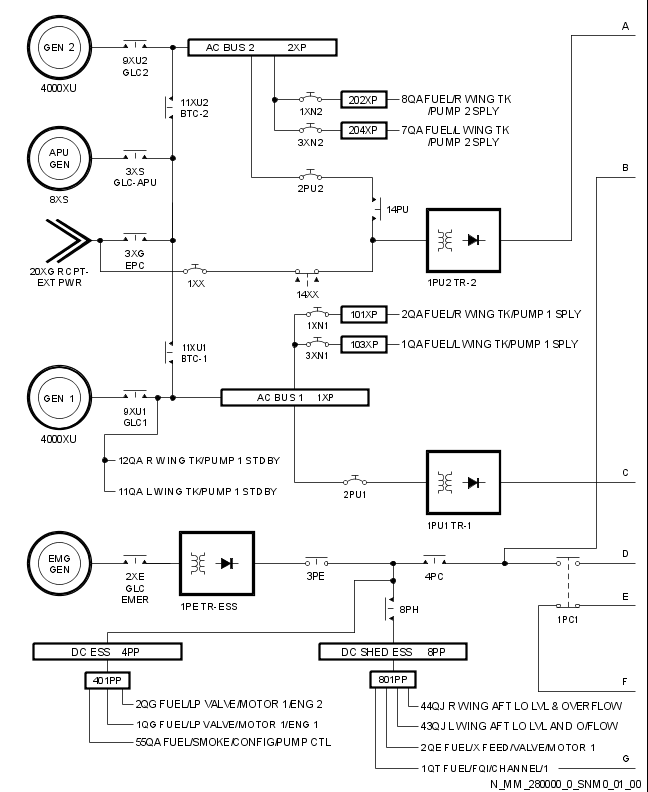 A
GEN 2
AC BUS 2 2XP
9XU2
GLC2
4000XU
11XU2
BTC-2
202XP
8QA FUEL/R WING TK
/PUMP 2 SPLY
1XN2
204XP
7QA FUEL/L WING TK
/PUMP 2 SPLY
3XN2
APU
GEN
3XS
GLC-APU
8XS
B
2PU2
14PU
3XG
EPC
20XG RCPT-
EXT PWR
1XX
14XX
1PU2 TR-2
101XP
2QA FUEL/R WING TK/PUMP 1 SPLY
1XN1
103XP
1QA FUEL/L WING TK/PUMP 1 SPLY
3XN1
11XU1
BTC-1
GEN 1
AC BUS 1 1XP
9XU1
GLC1
4000XU
12QA R WING TK/PUMP 1 STDBY
11QA L WING TK/PUMP 1 STDBY
C
2PU1
1PU1 TR-1
EMG
GEN
D
2XE
GLC
EMER
3PE
4PC
1PE TR-ESS
E
8PH
1PC1
DC ESS 4PP
DC SHED ESS 8PP
401PP
801PP
F
2QG FUEL/LP VALVE/MOTOR 1/ENG 2
44QJ R WING AFT LO LVL & OVERFLOW
1QG FUEL/LP VALVE/MOTOR 1/ENG 1
43QJ L WING AFT LO LVL AND O/FLOW
55QA FUEL/SMOKE/CONFIG/PUMP CTL
2QE FUEL/X FEED/VALVE/MOTOR 1
1QT FUEL/FQI/CHANNEL/1
G
N_MM_280000_0_SNM0_01_00